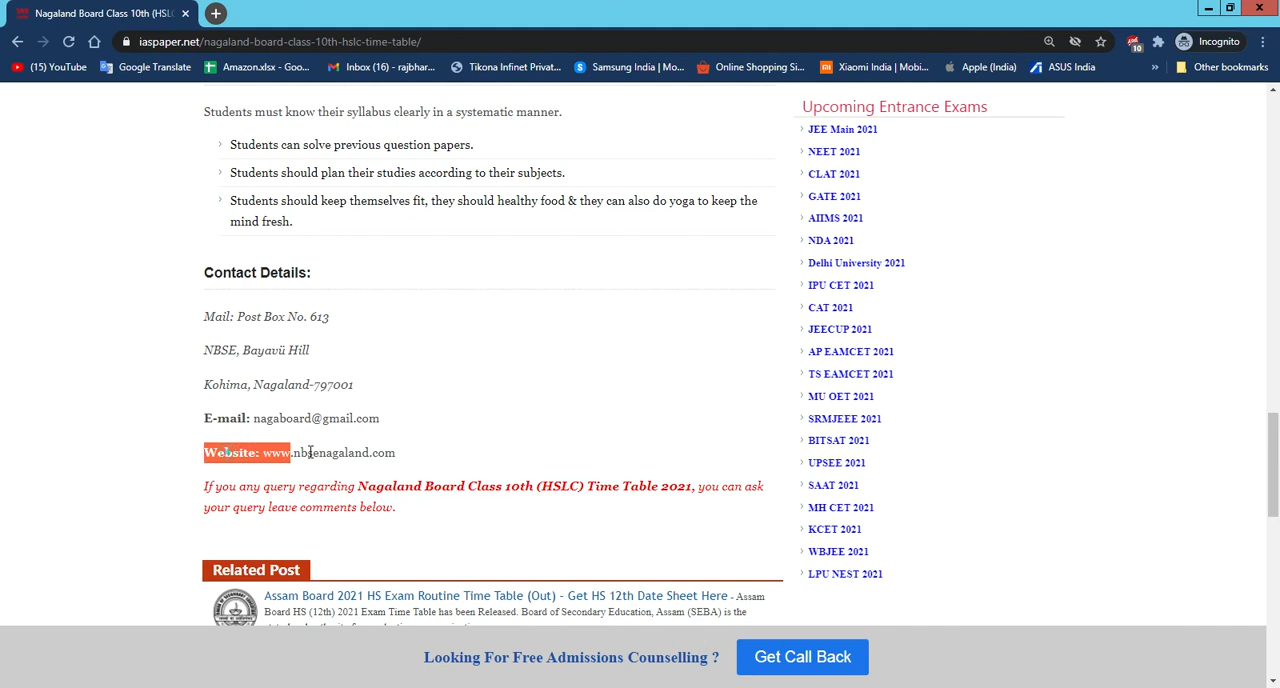 Nagaland Board Class 10th (HSL
iaspaper.net/nagaland-board-class-10th-hslc-time-table/
10
Incognito
(15) YouTube
Google Translate
Amazon.xlsx - Goo...
Inbox (16) - rajbhar...
Tikona Infinet Privat...
Samsung India | Mo...
Online Shopping Si...
Xiaomi India | Mobi...
Apple (India)
ASUS India
»
Other bookmarks
Students must know their syllabus clearly in a systematic manner.
Students can solve previous question papers.
Students should plan their studies according to their subjects.
Students should keep themselves fit, they should healthy food & they can also do yoga to keep the
mind fresh.
Contact Details:
Mail: Post Box No. 613
NBSE, Bayavü Hill
Kohima, Nagaland-797001
E-mail: nagaboard@gmail.com
Website: www.nbsenagaland.com
If you any query regarding Nagaland Board Class 10th (HSLC) Time Table 2021, you can ask
your query leave comments below.
Related Post
Assam Board 2021 HS Exam Routine Time Table (Out) - Get HS 12th Date Sheet Here - Assam
Board HS (12th) 2021 Exam Time Table has been Released. Board of Secondary Education, Assam (SEBA) is the
Upcoming Entrance Exams
JEE Main 2021
NEET 2021
CLAT 2021
GATE 2021
AIIMS 2021
NDA 2021
Delhi University 2021
IPU CET 2021
CAT 2021
JEECUP 2021
AP EAMCET 2021
TS EAMCET 2021
MU OET 2021
SRMJEEE 2021
BITSAT 2021
UPSEE 2021
SAAT 2021
MH CET 2021
KCET 2021
WBJEE 2021
LPU NEST 2021
Looking For Free Admissions Counselling ?
Get Call Back